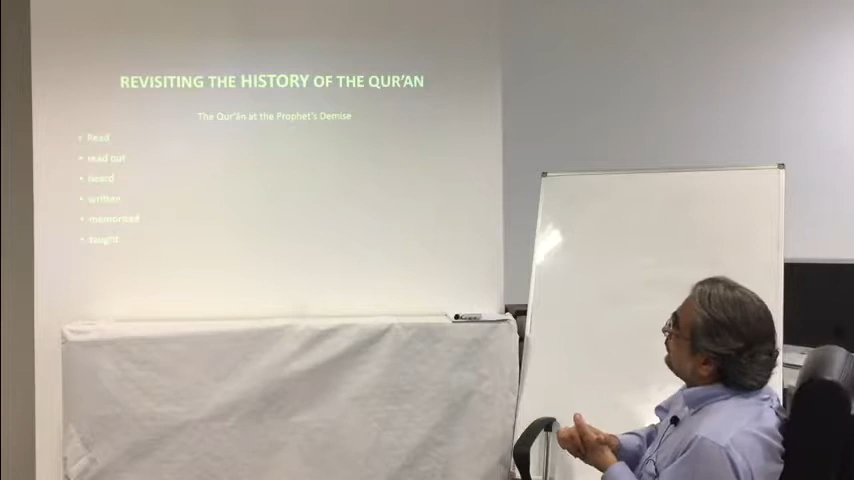 REVISITING THE HISTORY OF THE QUR'ĀN
The Qur'ān at the Prophet's Demise
• Read
• read out
• heard
• written
• memorized
• taught